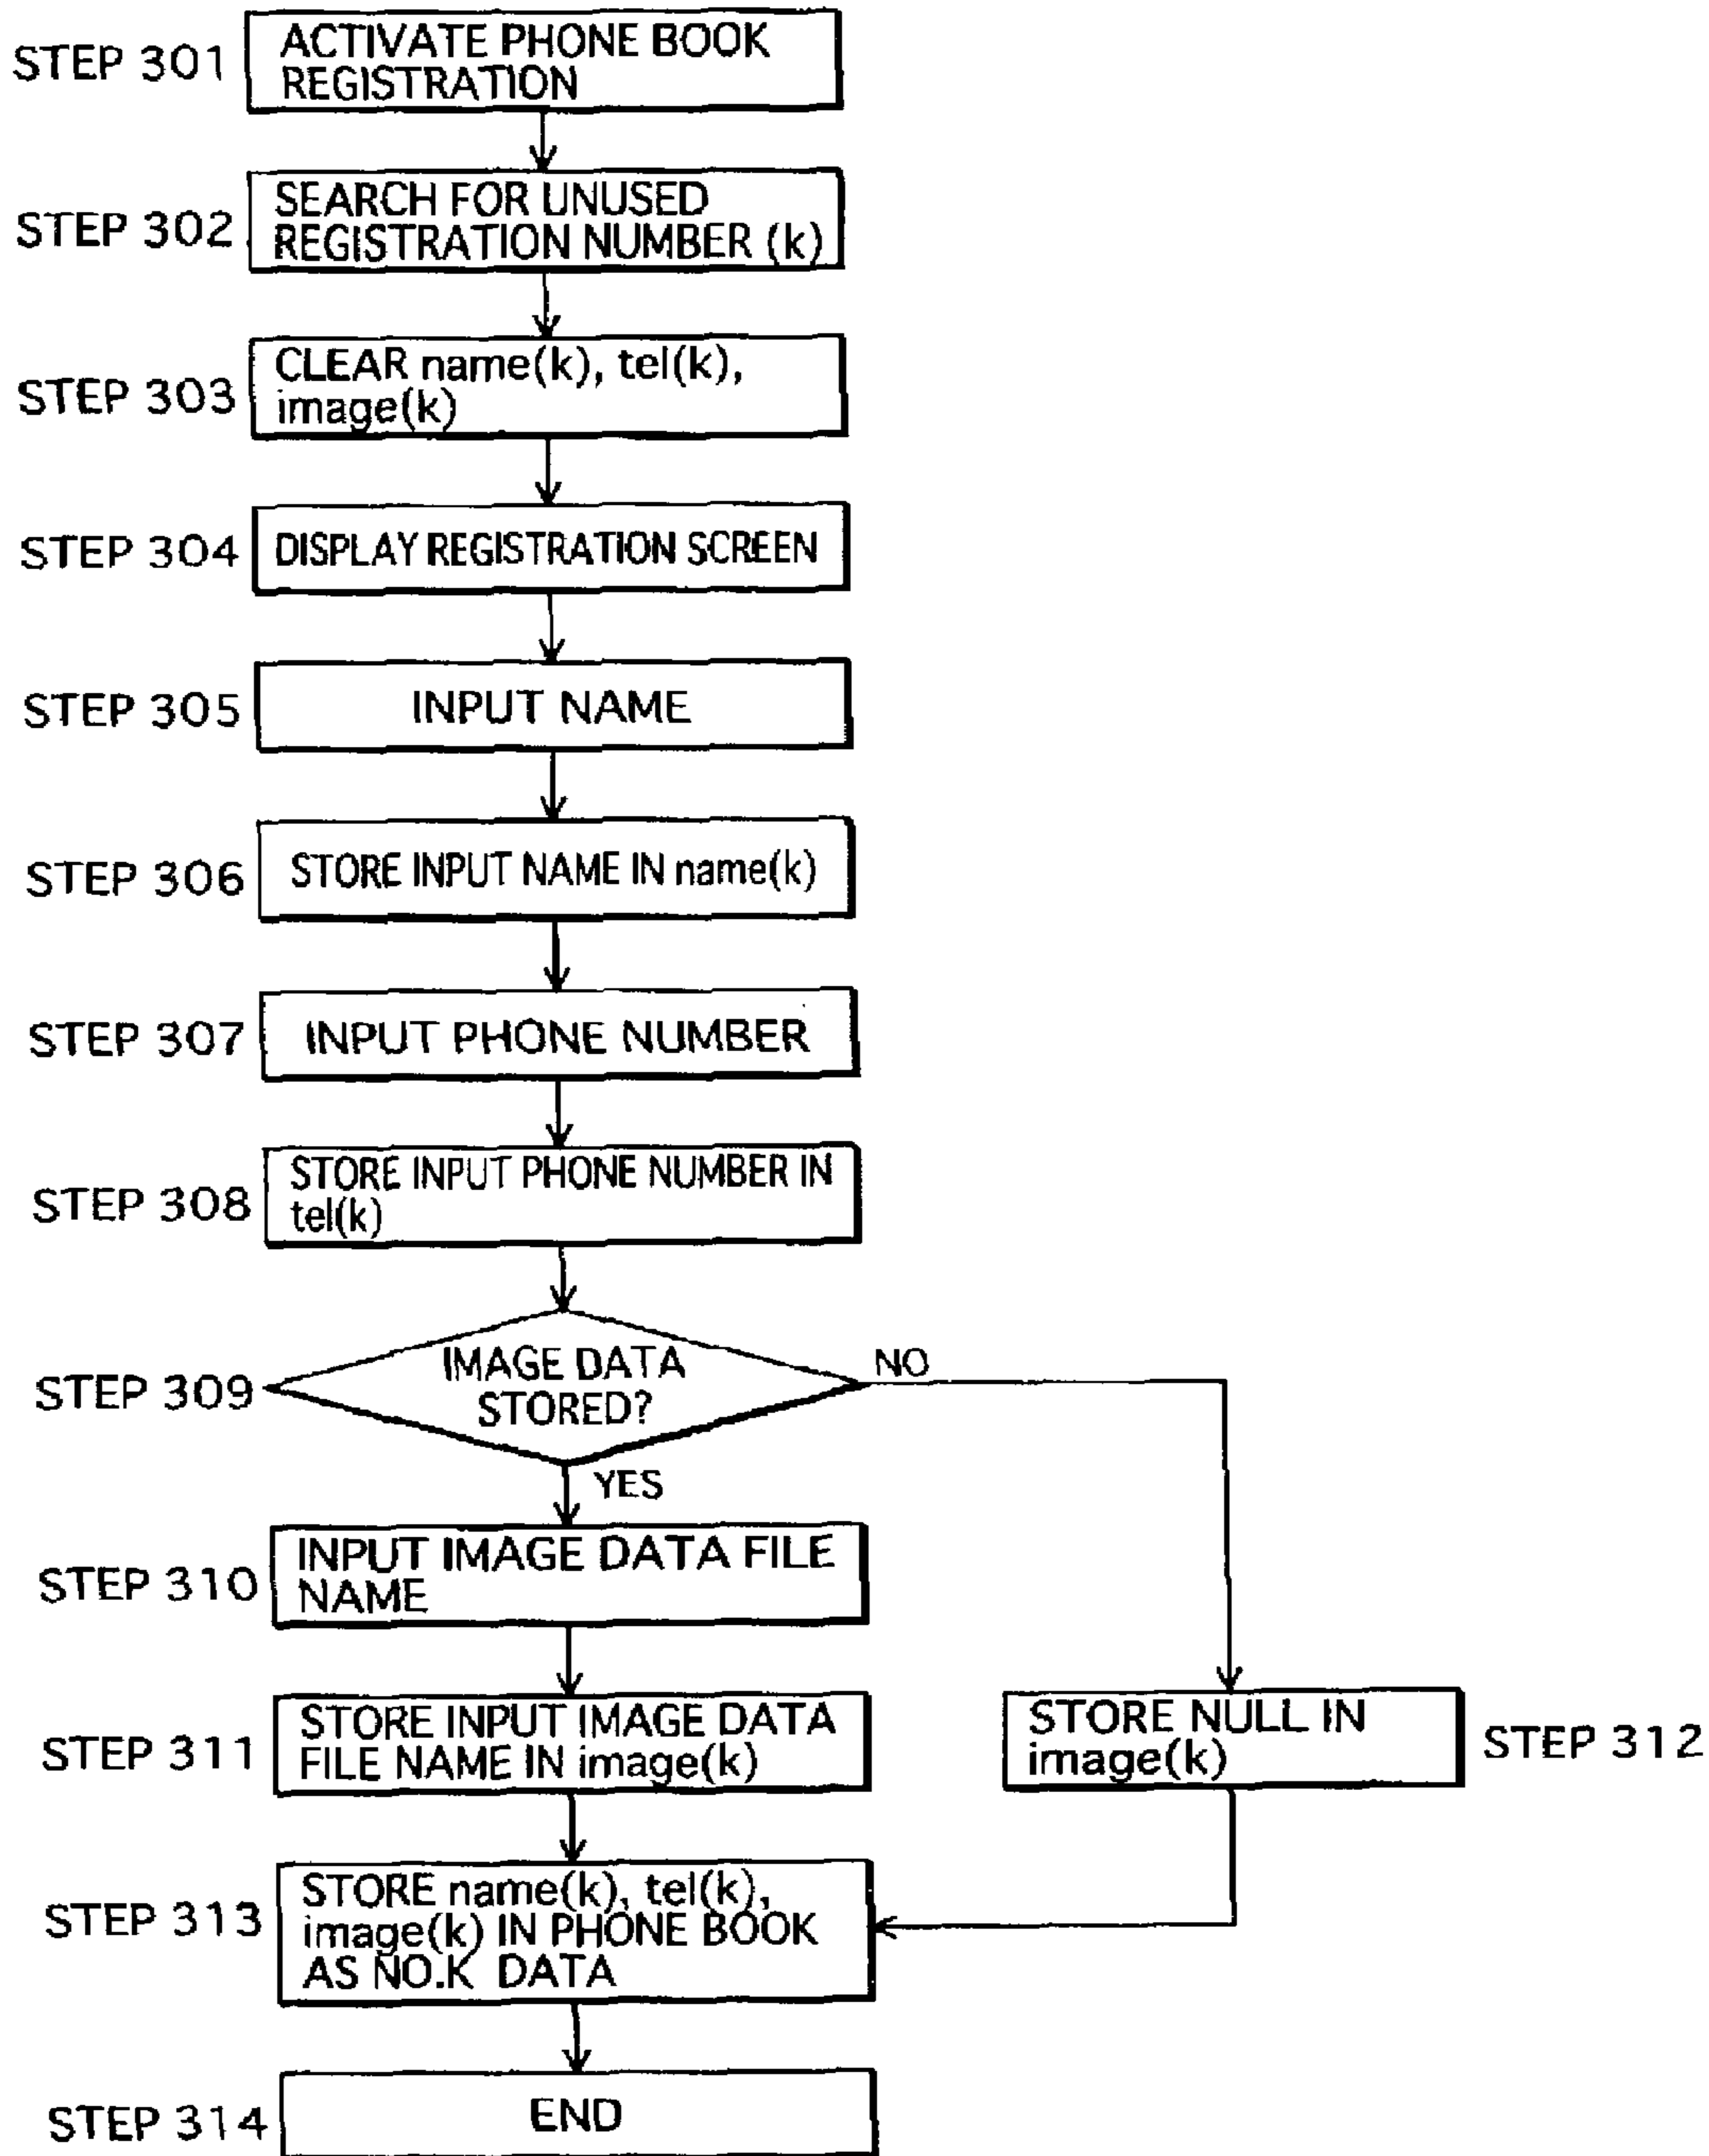 STEP 301
ACTIVATE PHONE BOOK
REGISTRATION
STEP 302
SEARCH FOR UNUSED
REGISTRATION NUMBER (k)
STEP 303
CLEAR name(k), tel(k),
image(k)
STEP 304
DISPLAY REGISTRATION SCREEN
STEP 305
INPUT NAME
STEP 306
STORE INPUT NAME IN name(k)
STEP 307
INPUT PHONE NUMBER
STEP 308
STORE INPUT PHONE NUMBER IN
tel(k)
STEP 309
IMAGE DATA
STORED?
NO
YES
STEP 310
INPUT IMAGE DATA FILE
NAME
STEP 311
STORE INPUT IMAGE DATA
FILE NAME IN image(k)
STORE NULL IN
image(k)
STEP 312
STEP 313
STORE name(k), tel(k),
image(k) IN PHONE BOOK
AS NO.K DATA
STEP 314
END